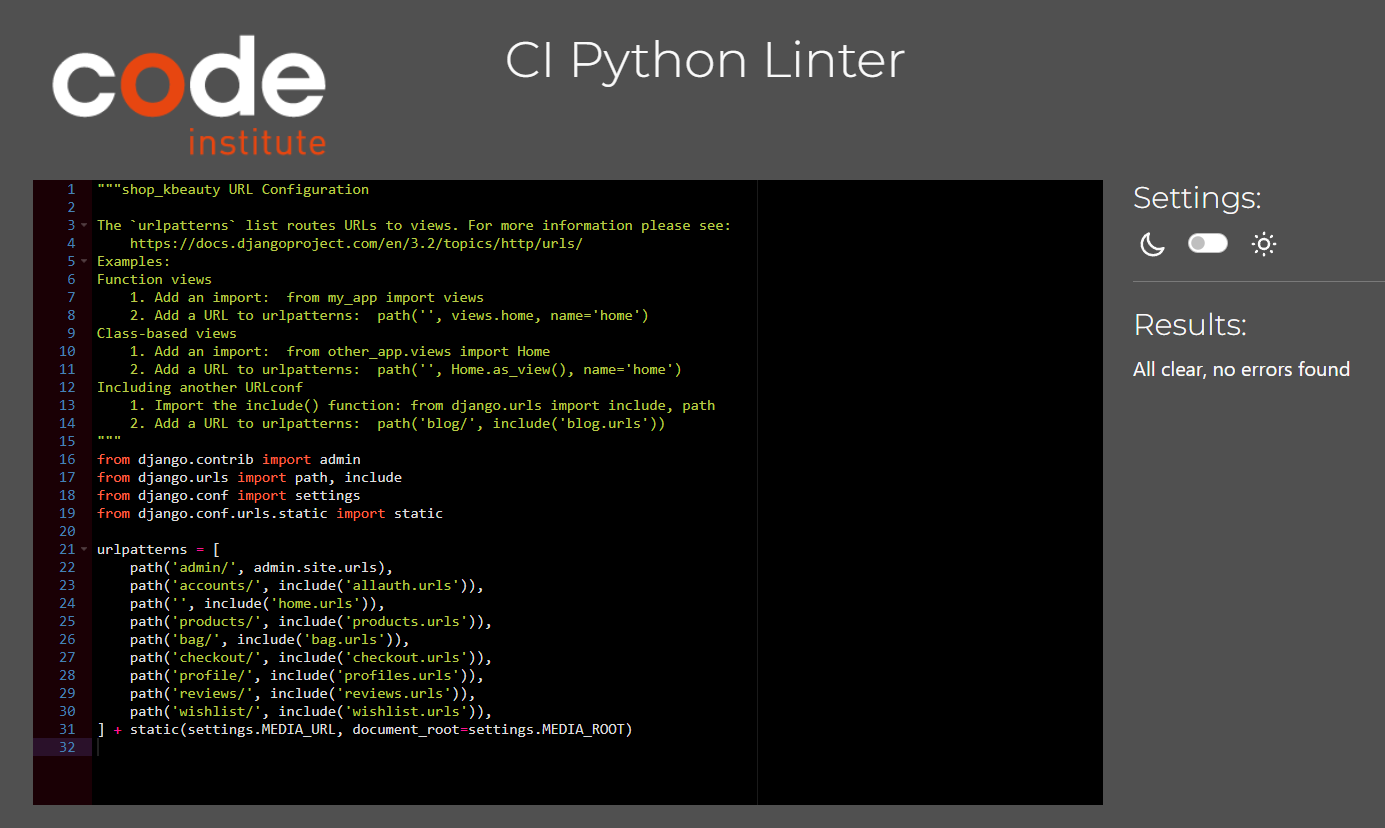 code
institute
CI Python Linter
1 """shop_kbeauty URL Configuration
2
3 The `urlpatterns` list routes URLs to views. For more information please see:
4     https://docs.djangoproject.com/en/3.2/topics/http/urls/
5 Examples:
6 Function views
7     1. Add an import:  from my_app import views
8     2. Add a URL to urlpatterns:  path('', views.home, name='home')
9 Class-based views
10     1. Add an import:  from other_app.views import Home
11     2. Add a URL to urlpatterns:  path('', Home.as_view(), name='home')
12 Including another URLconf
13     1. Import the include() function: from django.urls import include, path
14     2. Add a URL to urlpatterns:  path('blog/', include('blog.urls'))
15 """
16 from django.contrib import admin
17 from django.urls import path, include
18 from django.conf import settings
19 from django.conf.urls.static import static
20
21 urlpatterns = [
22     path('admin/', admin.site.urls),
23     path('accounts/', include('allauth.urls')),
24     path('', include('home.urls')),
25     path('products/', include('products.urls')),
26     path('bag/', include('bag.urls')),
27     path('checkout/', include('checkout.urls')),
28     path('profile/', include('profiles.urls')),
29     path('reviews/', include('reviews.urls')),
30     path('wishlist/', include('wishlist.urls')),
31 ] + static(settings.MEDIA_URL, document_root=settings.MEDIA_ROOT)
32
Settings:
Results:
All clear, no errors found